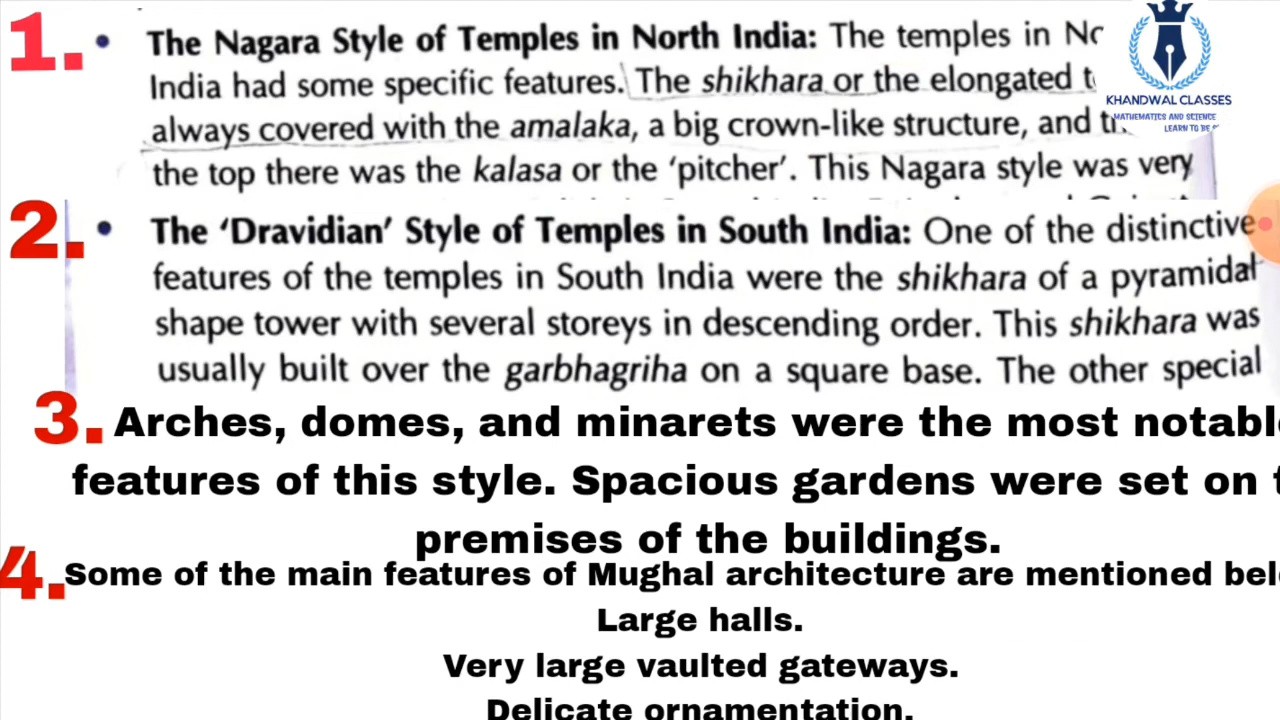 1. • The Nagara Style of Temples in North India: The temples in No
India had some specific features. The shikhara or the elongated t
always covered with the amalaka, a big crown-like structure, and t
the top there was the kalasa or the 'pitcher'. This Nagara style was very
KHANDWAL CLASSES
MATHEMATICS AND SCIENCE
LEARN TO BE
2. • The 'Dravidian' Style of Temples in South India: One of the distinctive
features of the temples in South India were the shikhara of a pyramidal
shape tower with several storeys in descending order. This shikhara was
usually built over the garbhagriha on a square base. The other special
3. Arches, domes, and minarets were the most notabl
features of this style. Spacious gardens were set on t
premises of the buildings.
4. Some of the main features of Mughal architecture are mentioned bel
Large halls.
Very large vaulted gateways.
Delicate ornamentation.